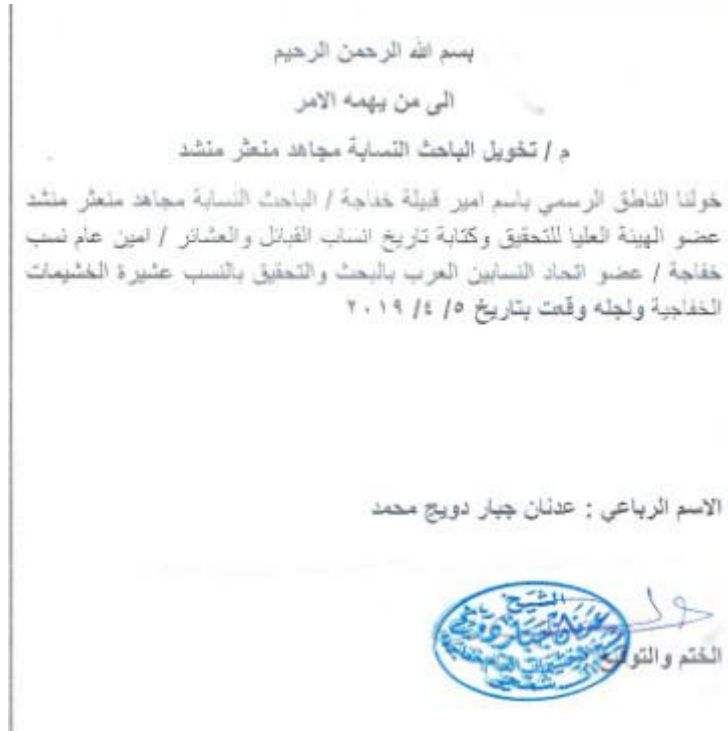 بسم الله الرحمن الرحيم
الى من يهمه الامر
م / تخويل الباحث النسابة مجاهد منعثر منشد
خولنا الناطق الرسمي باسم امير قبيلة خفاجة / الباحث النسابة مجاهد منعثر منشد
عضو الهيئة العليا للتحقيق وكتابة تاريخ انساب القبائل والعشائر / امين عام نسب
خفاجة / عضو اتحاد النسابين العرب بالبحث والتحقيق بالنسب عشيرة الخشيمات
الخفاجية ولجله وقعت بتاريخ ٥/ ٤/ ٢٠١٩
الاسم الرباعي : عدنان جبار دويج محمد
الشيخ
عدنان جبار دويج
الختم والتوقيع